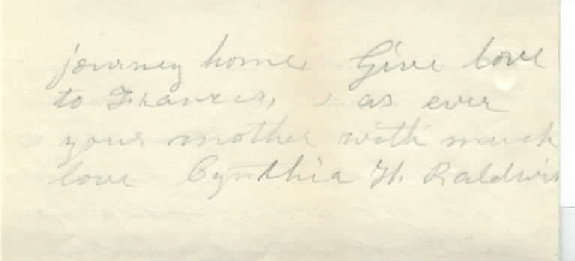 journey home. Give love
to Frances, as ever
your mother with much
love Cynthia H. Baldwin